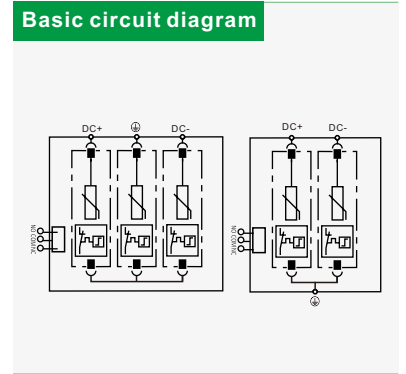 Basic circuit diagram
DC+ DC-
DC+ DC-
NO COM NC
NO COM NC